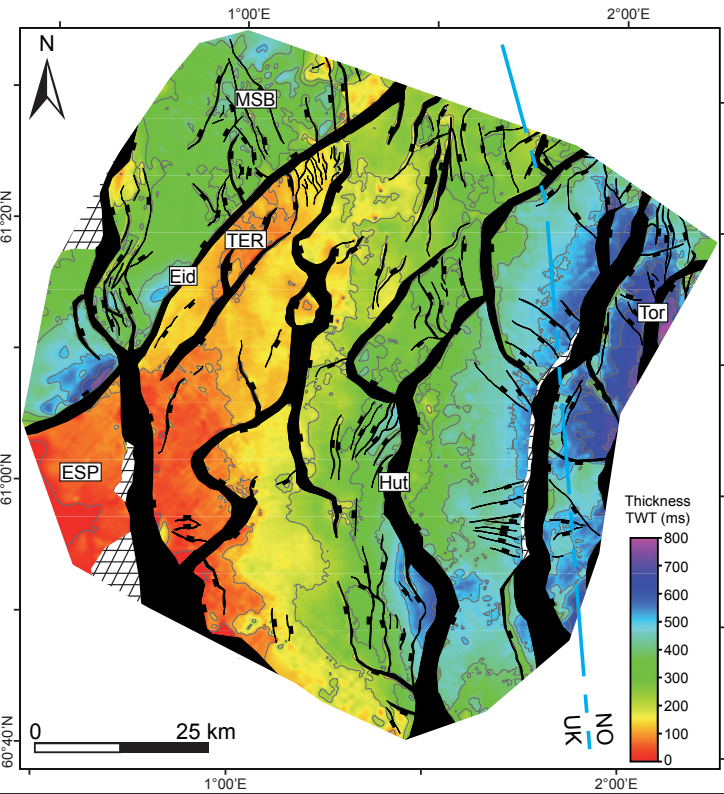 1°00'E
2°00'E
N
MSB
61°20'N
TER
Eid
Tor
ESP
61°00'N
Hut
Thickness
TWT (ms)
800
700
600
500
400
300
200
100
0
0
25 km
60°40'N
UK
NO
1°00'E
2°00'E